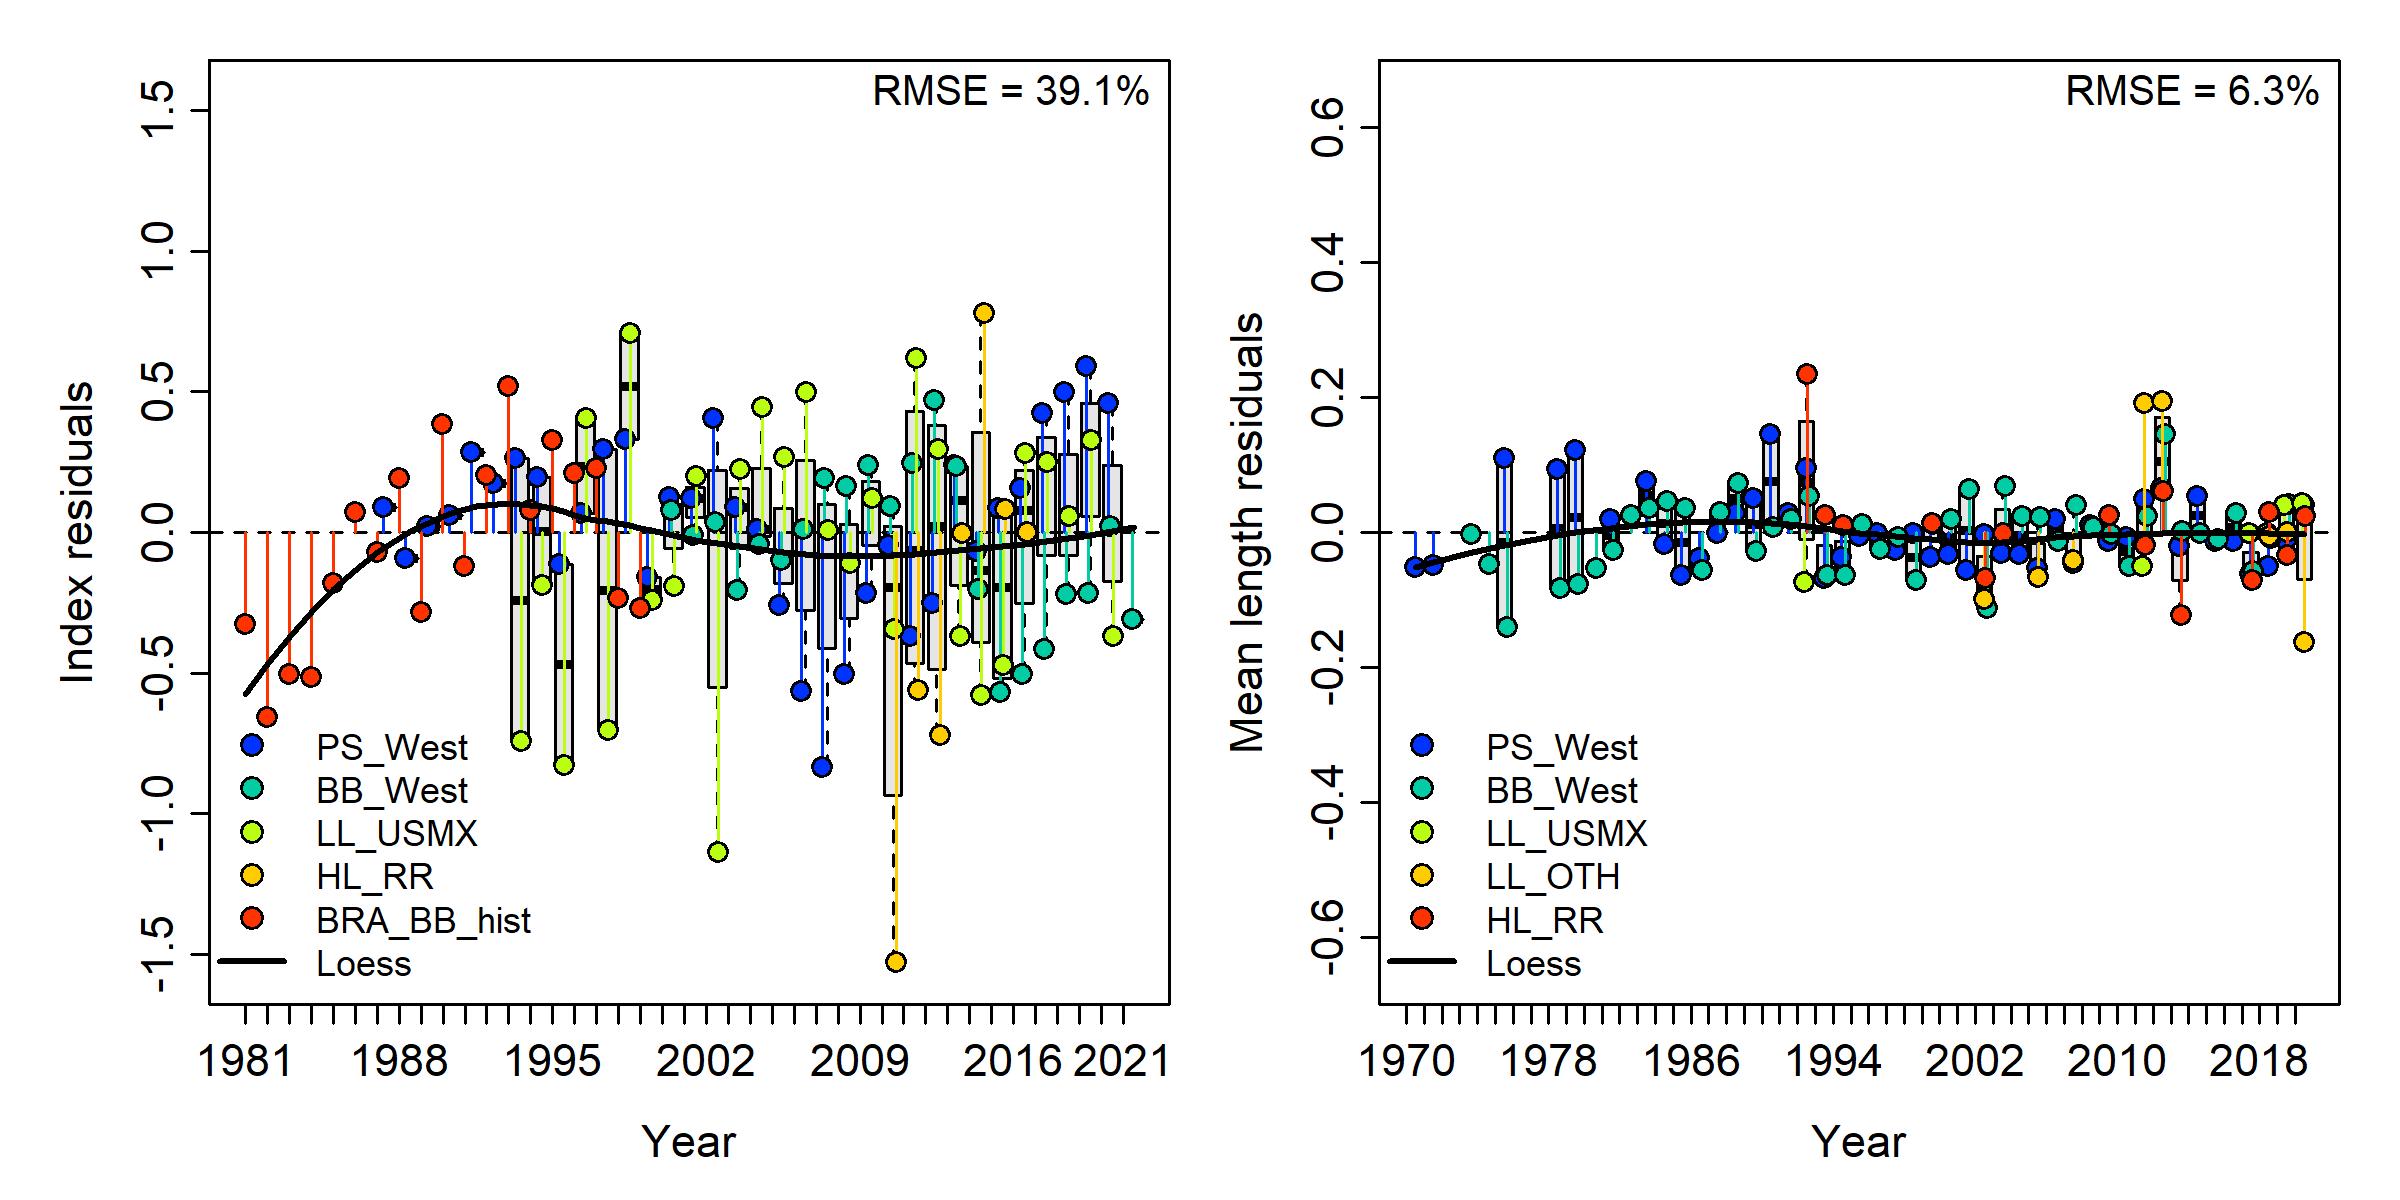 RMSE = 39.1%
Index residuals
1.5
1.0
0.5
0.0
-0.5
-1.0
-1.5
PS_West
BB_West
LL_USMX
HL_RR
BRA_BB_hist
Loess
1981 1988 1995 2002 2009 2016 2021
Year
RMSE = 6.3%
Mean length residuals
0.6
0.4
0.2
0.0
-0.2
-0.4
-0.6
PS_West
BB_West
LL_USMX
LL_OTH
HL_RR
Loess
1970 1978 1986 1994 2002 2010 2018
Year